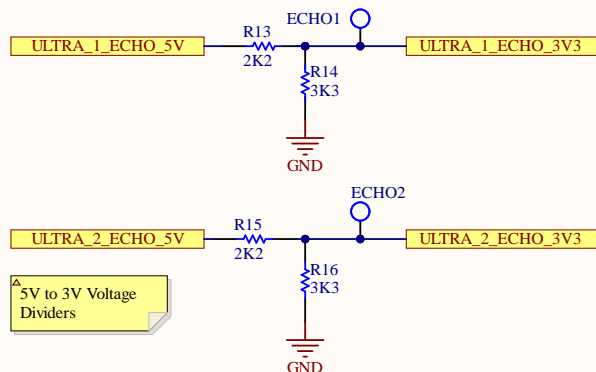 ECHO1
R13
ULTRA_1_ECHO_5V
ULTRA_1_ECHO_3V3
2K2
R14
3K3
GND
ECHO2
R15
ULTRA_2_ECHO_5V
ULTRA_2_ECHO_3V3
2K2
R16
3K3
5V to 3V Voltage
Dividers
GND